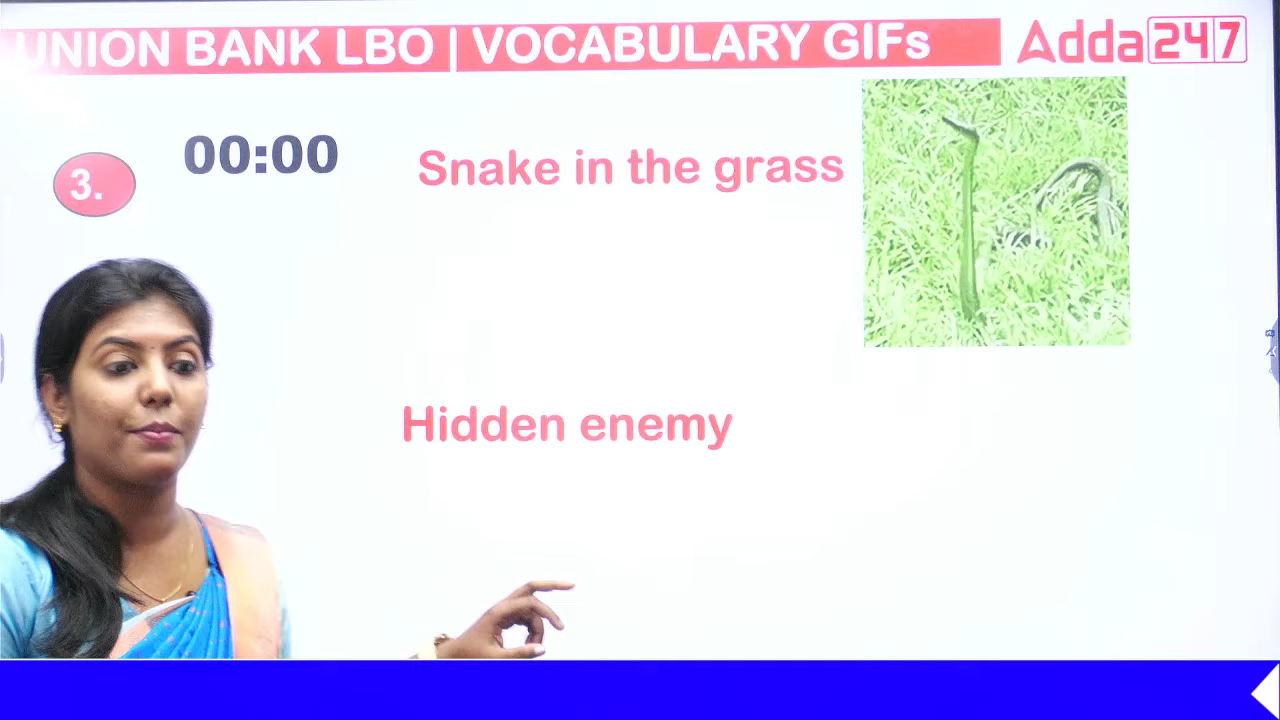 UNION BANK LBO | VOCABULARY GIFs
Adda247
3.
00:00
Snake in the grass
Hidden enemy